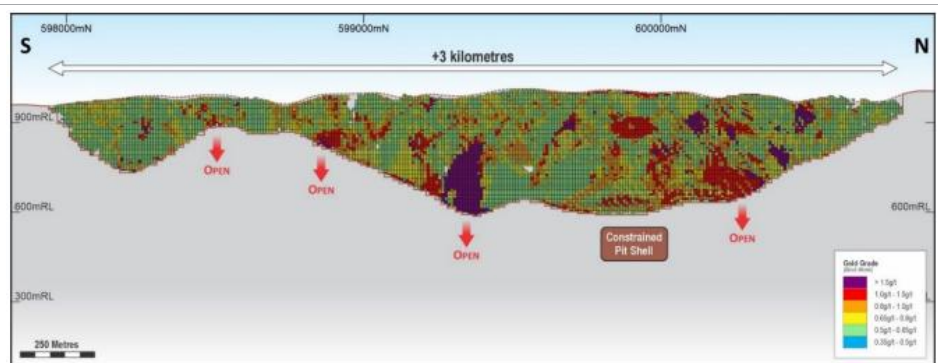 598000mN 599000mN 600000mN
S N
+3 kilometres
900mRL
OPEN
OPEN
600mRL 600mRL
OPEN OPEN
Constrained
Pit Shell
Gold Grade
(Block Model)
> 1.5g/t
1.0g/t - 1.5g/t
0.8g/t - 1.0g/t
0.65g/t - 0.8g/t
0.5g/t - 0.65g/t
0.35g/t - 0.5g/t
300mRL
250 Metres